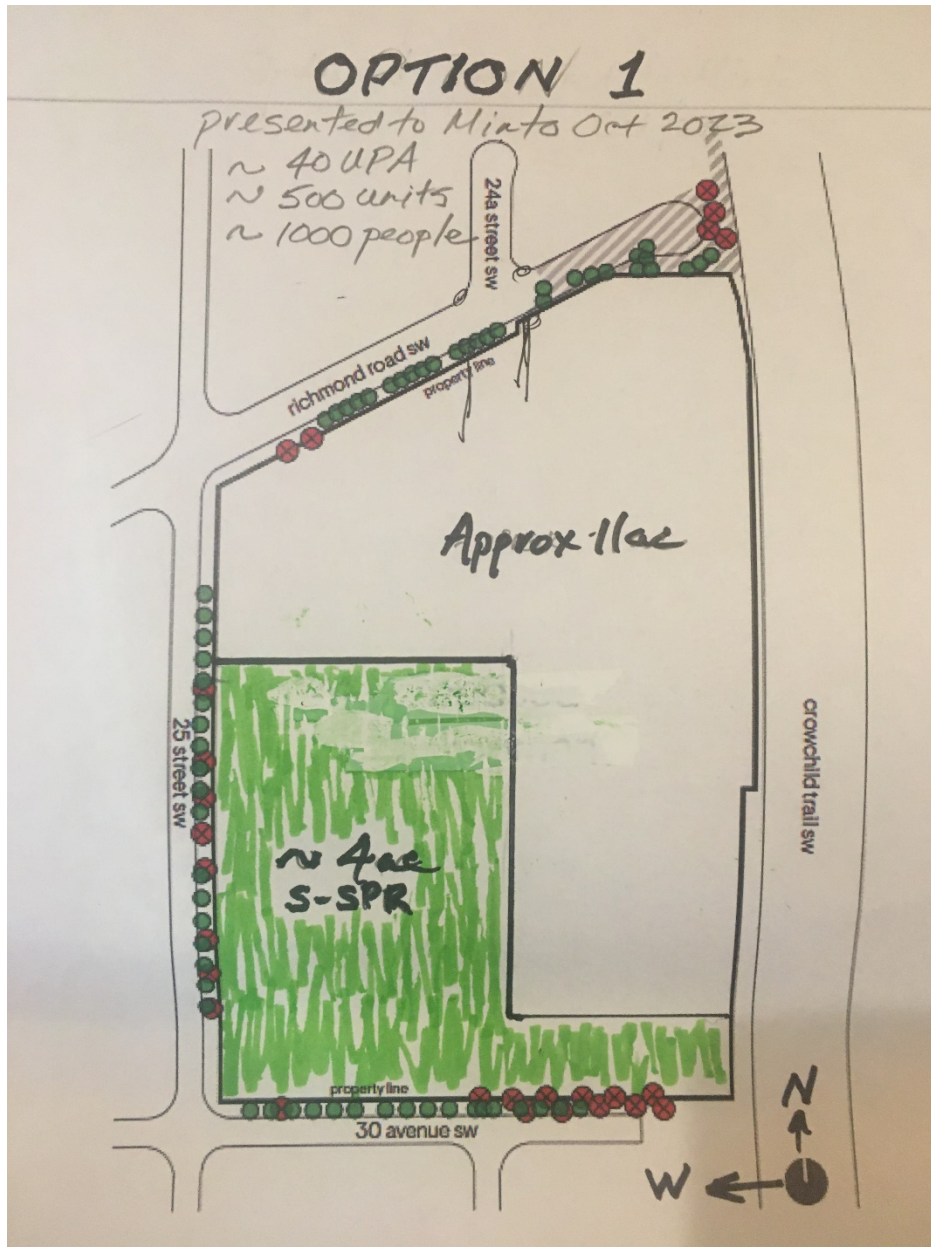 OPTION 1
presented to Minto Oct 2023
~ 40 UPA
~ 500 units
~ 1000 people
24a street sw
richmond road sw
property line
Approx 11ac
25 street sw
crowchild trail sw
~ 4ac
S-SPR
property line
30 avenue sw
N
W